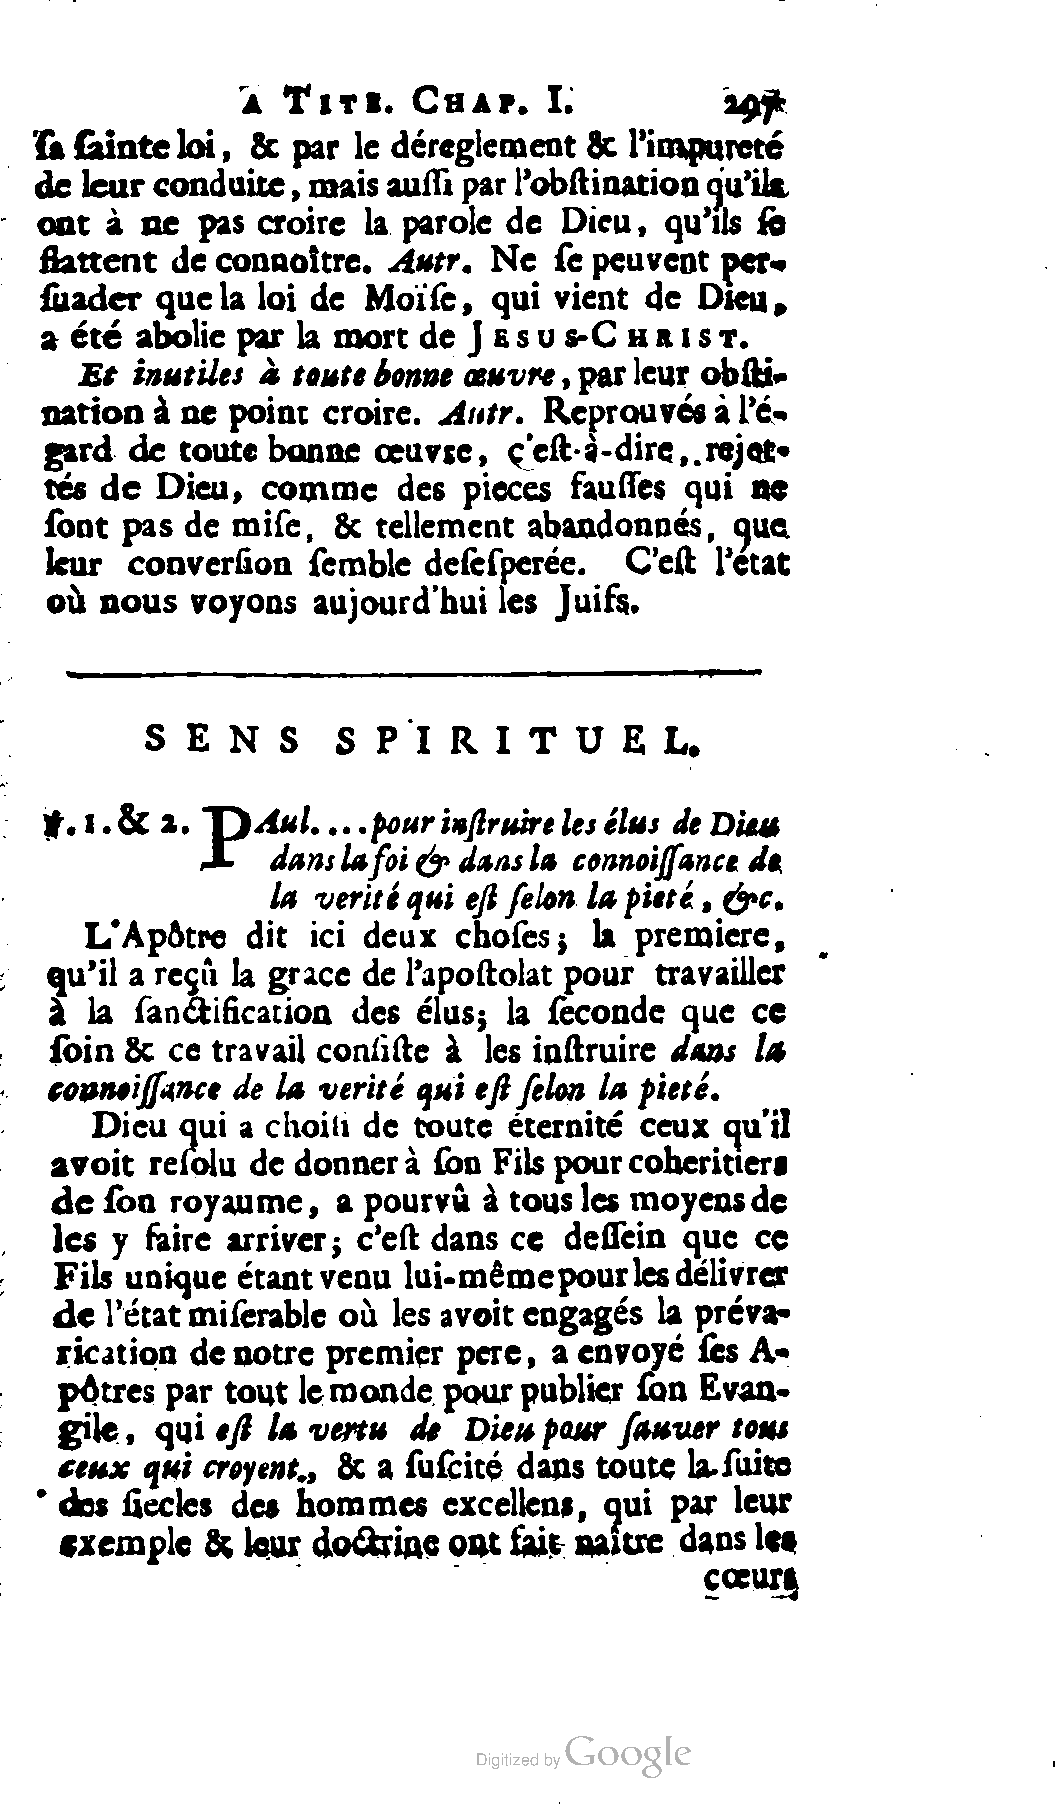 A TITE. CHAP. I. 297
ſa ſainte loi, & par le déreglement & l'impureté
de leur conduite, mais auſſi par l'obſtination qu'ils
ont à ne pas croire la parole de Dieu, qu'ils ſe
flattent de connoître. Autr. Ne ſe peuvent per-
ſuader que la loi de Moïſe, qui vient de Dieu,
a été abolie par la mort de JESUS-CHRIST.
Et inutiles à toute bonne œuvre, par leur obſti-
nation à ne point croire. Autr. Reprouvés à l'é-
gard de toute bonne œuvre, c'eſt-à-dire, rejet-
tés de Dieu, comme des pieces fauſſes qui ne
ſont pas de miſe, & tellement abandonnés, que
leur converſion ſemble deſeſperée. C'eſt l'état
où nous voyons aujourd'hui les Juifs.
SENS SPIRITUEL.
℣. 1. & 2. PAul....pour inſtruire les élus de Dieu
dans la foi & dans la connoiſſance de
la verité qui eſt ſelon la pieté, &c.
L'Apôtre dit ici deux choſes; la premiere,
qu'il a reçû la grace de l'apoſtolat pour travailler
à la ſanctification des élus; la ſeconde que ce
ſoin & ce travail conſiſte à les inſtruire dans la
connoiſſance de la verité qui eſt ſelon la pieté.
Dieu qui a choiſi de toute éternité ceux qu'il
avoit reſolu de donner à ſon Fils pour coheritiers
de ſon royaume, a pourvû à tous les moyens de
les y faire arriver; c'eſt dans ce deſſein que ce
Fils unique étant venu lui-même pour les délivrer
de l'état miſerable où les avoit engagés la préva-
rication de notre premier pere, a envoyé ſes A-
pôtres par tout le monde pour publier ſon Evan-
gile, qui eſt la vertu de Dieu pour ſauver tous
ceux qui croyent, & a ſuſcité dans toute la ſuite
des ſiecles des hommes excellens, qui par leur
exemple & leur doctrine ont fait naître dans les
cœurs
Digitized by Google